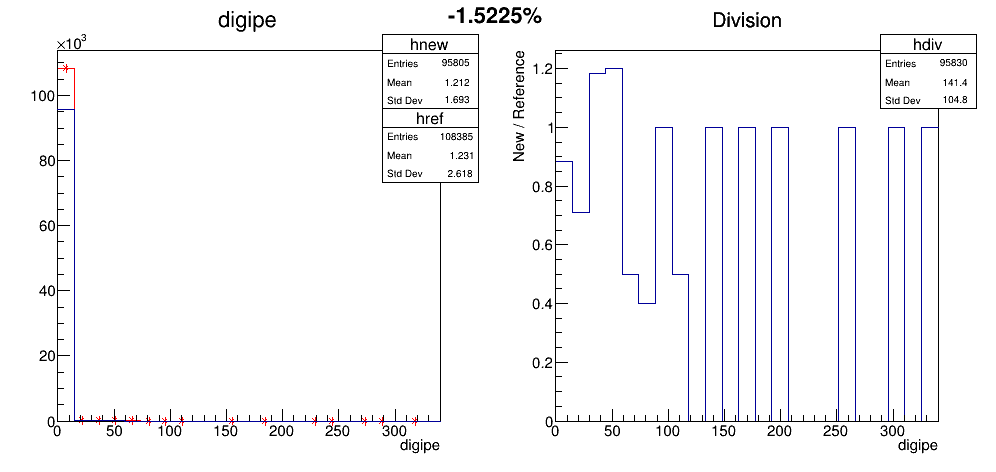 -1.5225%
digipe
×10³
hnew
Entries 95805
Mean 1.212
Std Dev 1.693
href
Entries 108385
Mean 1.231
Std Dev 2.618
100
80
60
40
20
0
0 50 100 150 200 250 300
digipe
Division
hdiv
Entries 95830
Mean 141.4
Std Dev 104.8
New / Reference
1.2
1
0.8
0.6
0.4
0.2
0
0 50 100 150 200 250 300
digipe